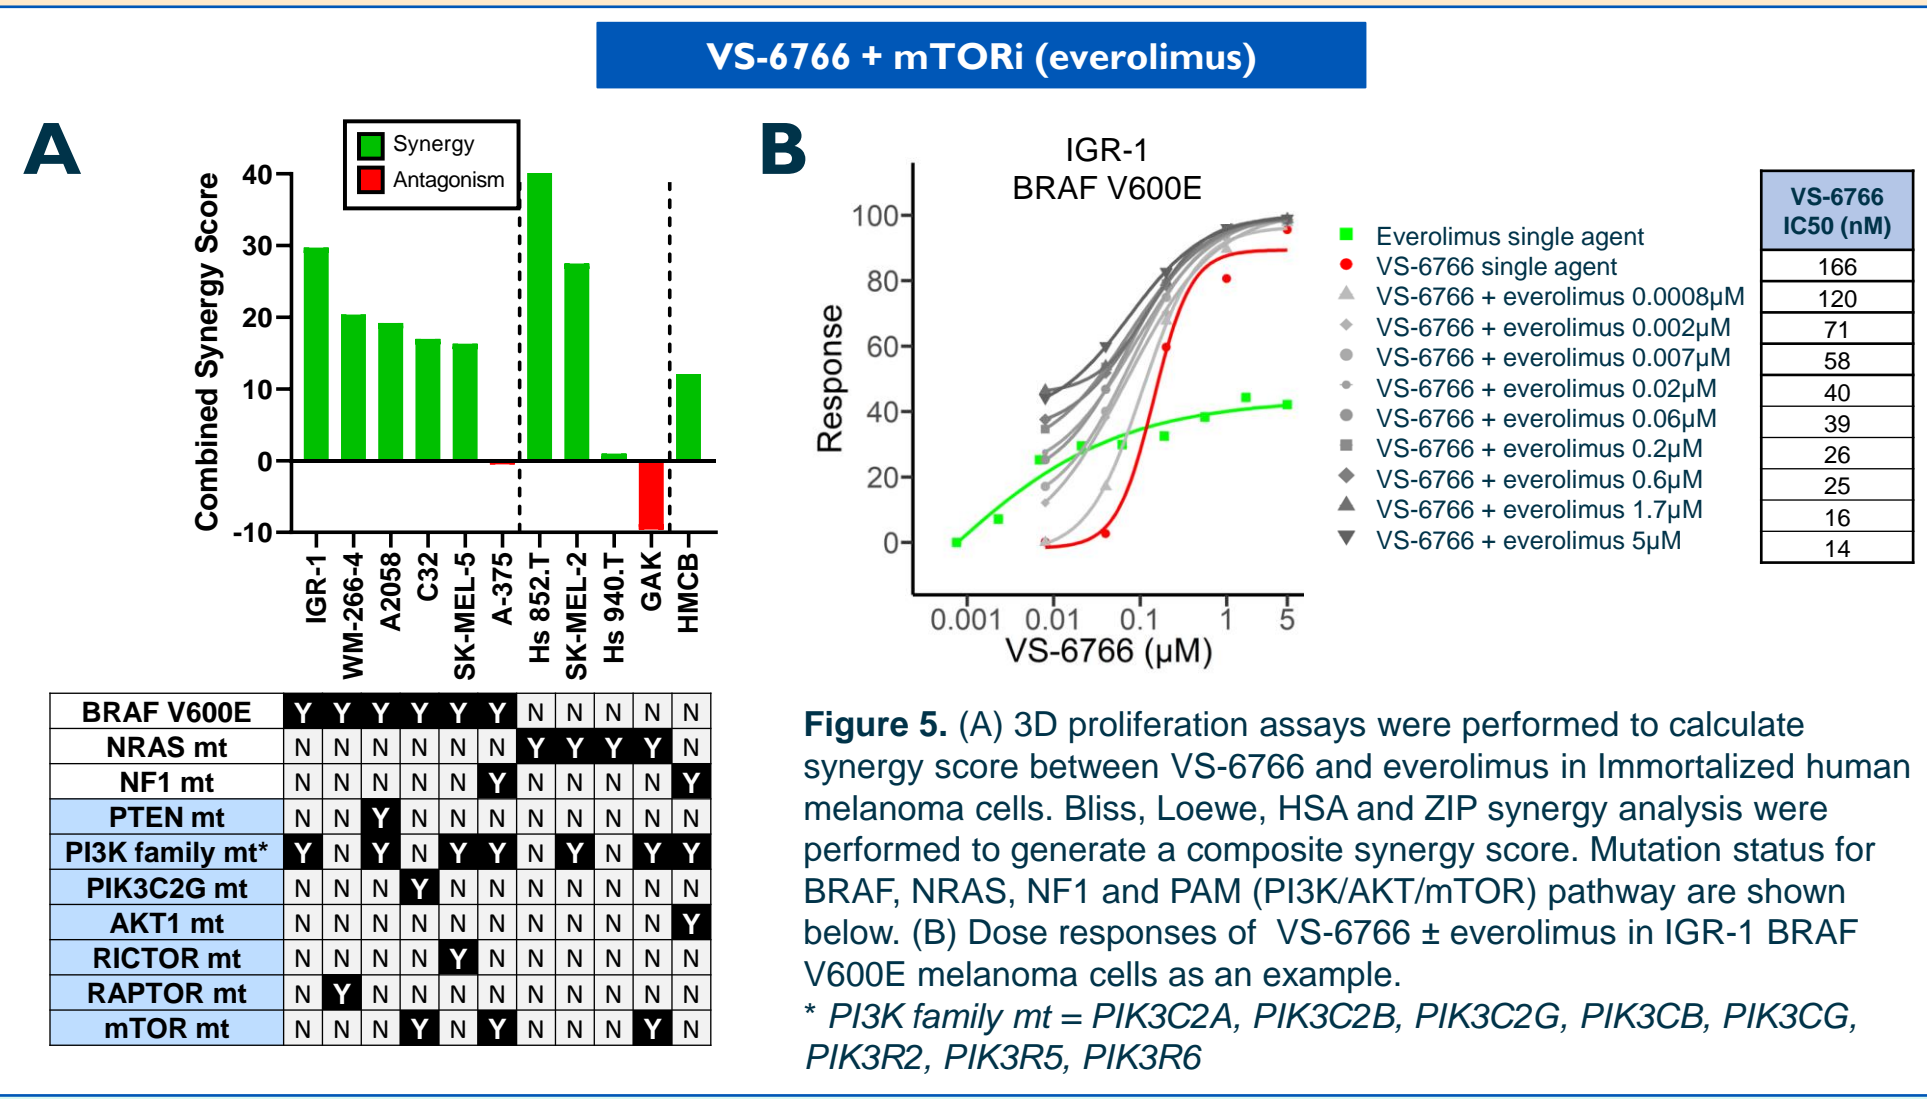 VS-6766 + mTORi (everolimus)
A
Synergy
Antagonism
Combined Synergy Score
40
30
20
10
0
-10
IGR-1
WM-266-4
A2058
C32
SK-MEL-5
A-375
Hs 852.T
SK-MEL-2
Hs 940.T
GAK
HMCB
BRAF V600E Y Y Y Y Y Y N N N N N
NRAS mt N N N N N N Y Y Y Y N
NF1 mt N N N N N Y N N N N Y
PTEN mt N N Y N N N N N N N N
PI3K family mt* Y N Y N Y Y N Y N Y Y
PIK3C2G mt N N N Y N N N N N N N
AKT1 mt N N N N N N N N N N Y
RICTOR mt N N N N Y N N N N N N
RAPTOR mt N Y N N N N N N N N N
mTOR mt N N N Y N Y N N N Y N
B
IGR-1
BRAF V600E
Response
100
80
60
40
20
0
0.001 0.01 0.1 1 5
VS-6766 (µM)
Everolimus single agent
VS-6766 single agent
VS-6766 + everolimus 0.0008µM
VS-6766 + everolimus 0.002µM
VS-6766 + everolimus 0.007µM
VS-6766 + everolimus 0.02µM
VS-6766 + everolimus 0.06µM
VS-6766 + everolimus 0.2µM
VS-6766 + everolimus 0.6µM
VS-6766 + everolimus 1.7µM
VS-6766 + everolimus 5µM
VS-6766
IC50 (nM)
166
120
71
58
40
39
26
25
16
14
Figure 5. (A) 3D proliferation assays were performed to calculate
synergy score between VS-6766 and everolimus in Immortalized human
melanoma cells. Bliss, Loewe, HSA and ZIP synergy analysis were
performed to generate a composite synergy score. Mutation status for
BRAF, NRAS, NF1 and PAM (PI3K/AKT/mTOR) pathway are shown
below. (B) Dose responses of VS-6766 ± everolimus in IGR-1 BRAF
V600E melanoma cells as an example.
* PI3K family mt = PIK3C2A, PIK3C2B, PIK3C2G, PIK3CB, PIK3CG,
PIK3R2, PIK3R5, PIK3R6